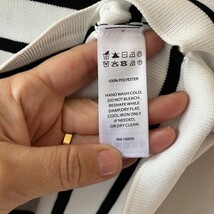 100% POLYESTER
HAND WASH COLD,
DO NOT BLEACH,
RESHAPE WHILE
DAMP,DRY FLAT,
COOL IRON ONLY
IF NEEDED,
OR DRY CLEAN.